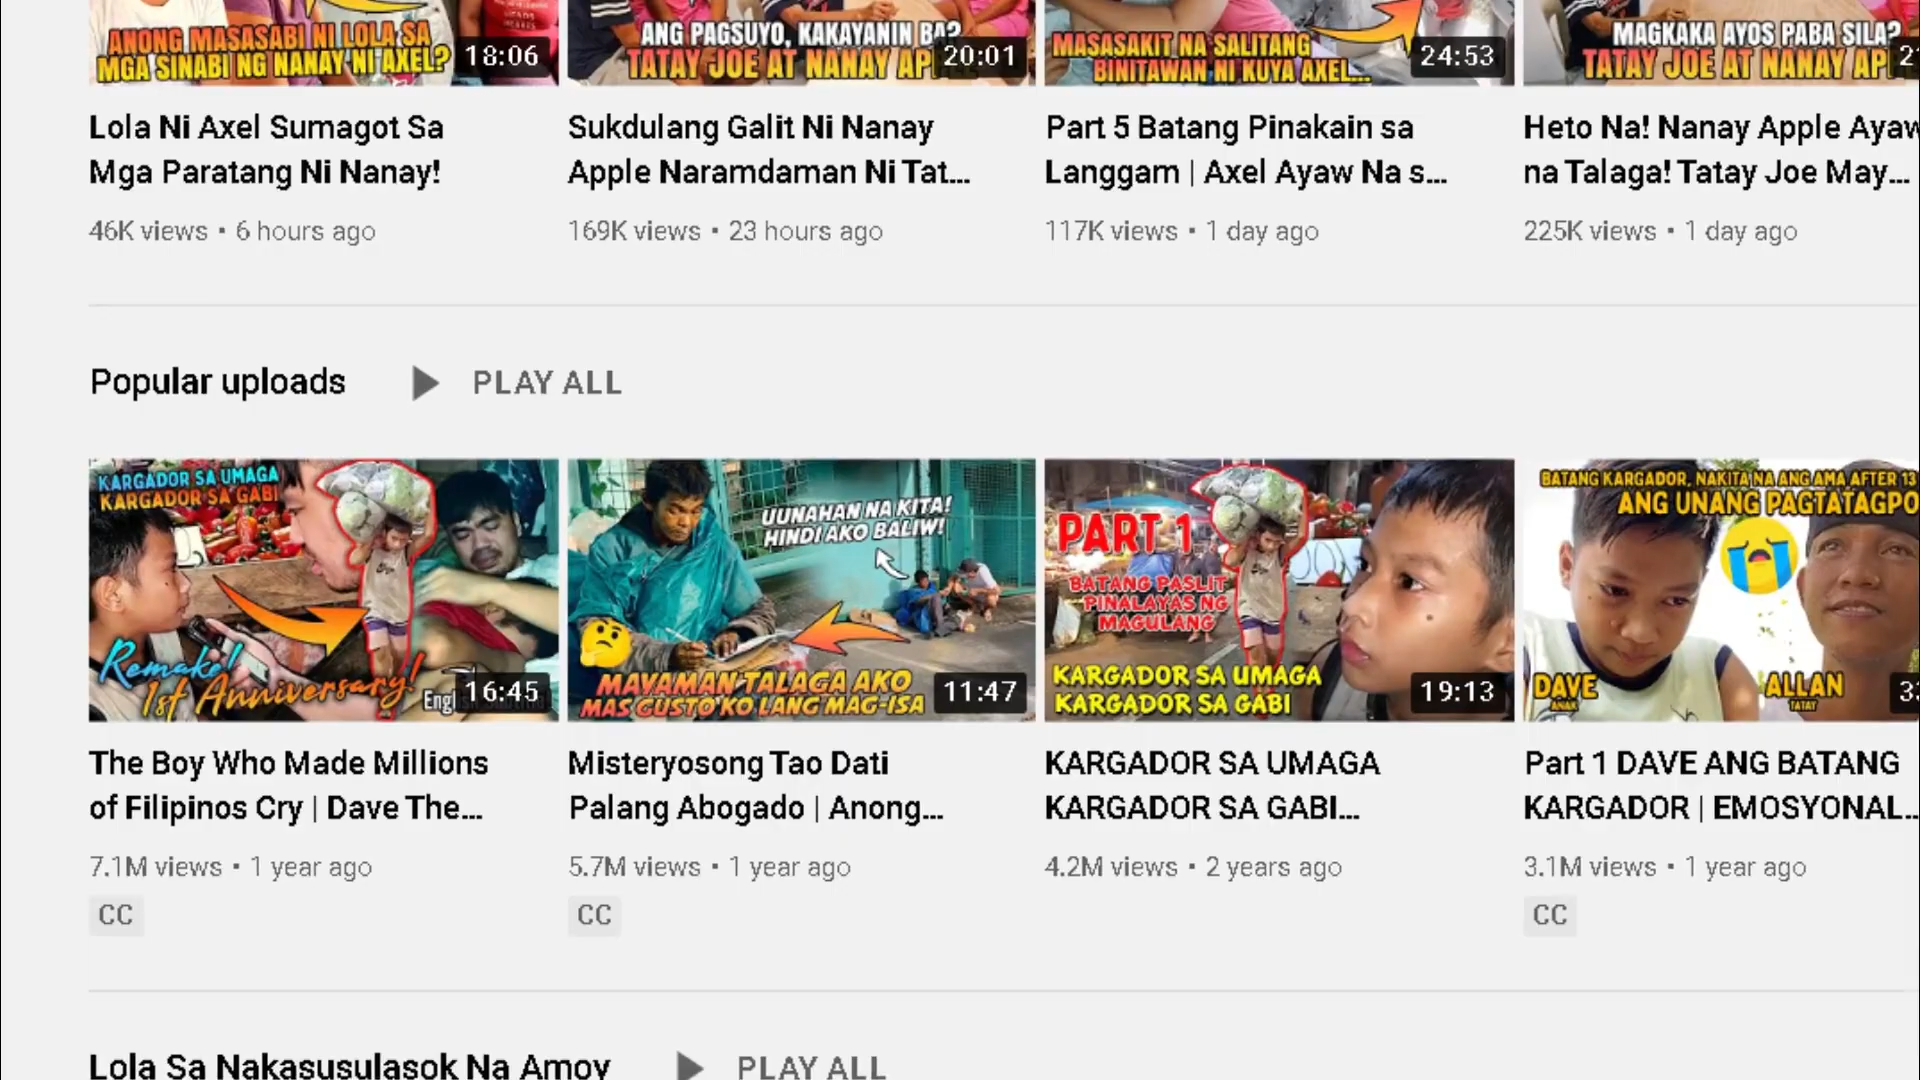 ANONG MASASABI NI LOLA SA
MGA SINABI NG NANAY NI AXEL?
18:06
ANG PAGSUYO, KAKAYANIN BA?
TATAY JOE AT NANAY AP
20:01
MASASAKIT NA SALITANG
BINITAWAN NI KUYA AXEL...
24:53
MAGKAKA AYOS PABA SILA?
TATAY JOE AT NANAY AP
Lola Ni Axel Sumagot Sa
Mga Paratang Ni Nanay!
46K views • 6 hours ago
Sukdulang Galit Ni Nanay
Apple Naramdaman Ni Tat...
169K views • 23 hours ago
Part 5 Batang Pinakain sa
Langgam | Axel Ayaw Na s...
117K views • 1 day ago
Heto Na! Nanay Apple Ayaw
na Talaga! Tatay Joe May...
225K views • 1 day ago
Popular uploads
PLAY ALL
KARGADOR SA UMAGA
KARGADOR SA GABI
Remake!
1st Anniversary!
Engl
16:45
UUNAHAN NA KITA!
HINDI AKO BALIW!
MAYAMAN TALAGA AKO
MAS GUSTO KO LANG MAG-ISA
11:47
PART 1
BATANG PASLIT
PINALAYAS NG
MAGULANG
KARGADOR SA UMAGA
KARGADOR SA GABI
19:13
BATANG KARGADOR, NAKITA NA ANG AMA AFTER 13
ANG UNANG PAGTATAGPO
DAVE
ANAK
ALLAN
TATAY
The Boy Who Made Millions
of Filipinos Cry | Dave The...
7.1M views • 1 year ago
CC
Misteryosong Tao Dati
Palang Abogado | Anong...
5.7M views • 1 year ago
CC
KARGADOR SA UMAGA
KARGADOR SA GABI...
4.2M views • 2 years ago
Part 1 DAVE ANG BATANG
KARGADOR | EMOSYONAL...
3.1M views • 1 year ago
CC
Lola Sa Nakasusulasok Na Amoy
PLAY ALL